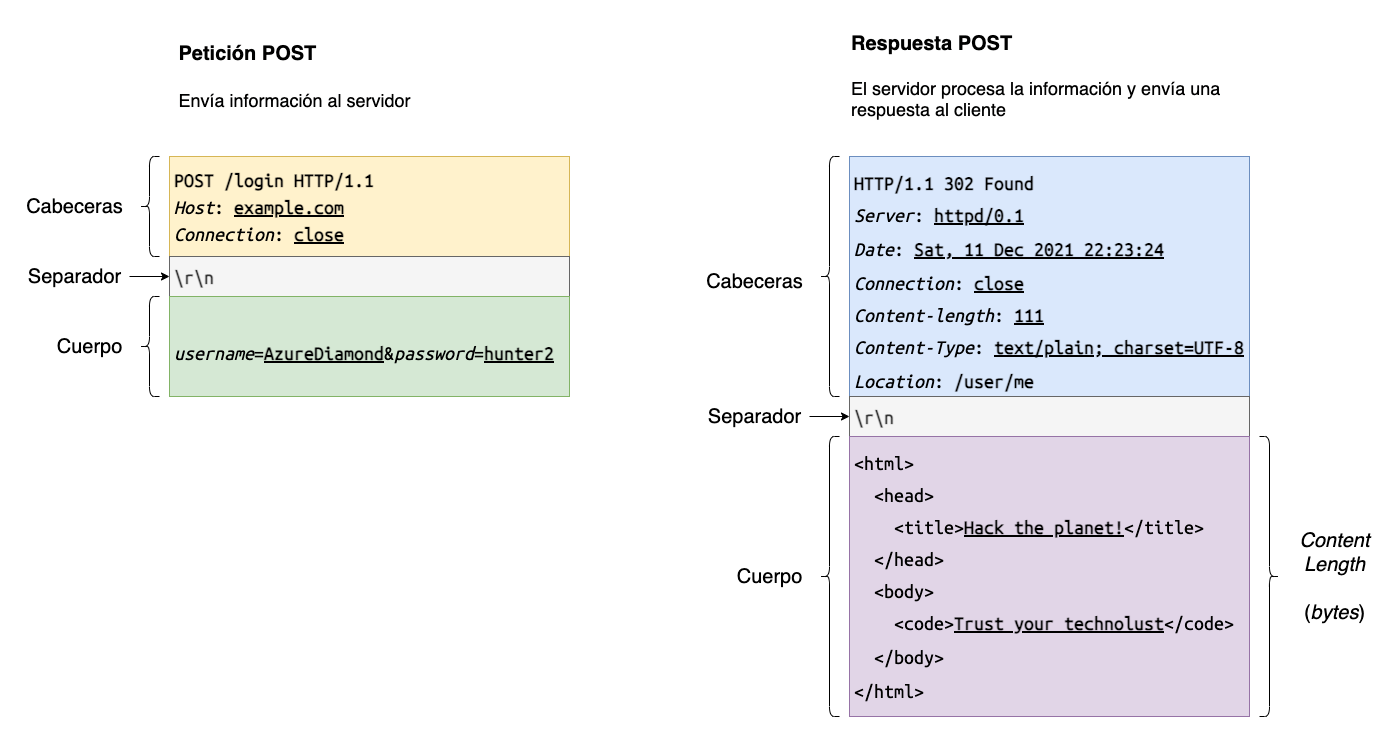 Petición POST
Envía información al servidor
Cabeceras
POST /login HTTP/1.1
Host: example.com
Connection: close
Separador
\r\n
Cuerpo
username=AzureDiamond&password=hunter2
Respuesta POST
El servidor procesa la información y envía una
respuesta al cliente
Cabeceras
HTTP/1.1 302 Found
Server: httpd/0.1
Date: Sat, 11 Dec 2021 22:23:24
Connection: close
Content-length: 111
Content-Type: text/plain; charset=UTF-8
Location: /user/me
Separador
\r\n
Cuerpo
<html>
<head>
<title>Hack the planet!</title>
</head>
<body>
<code>Trust your technolust</code>
</body>
</html>
Content
Length
(bytes)